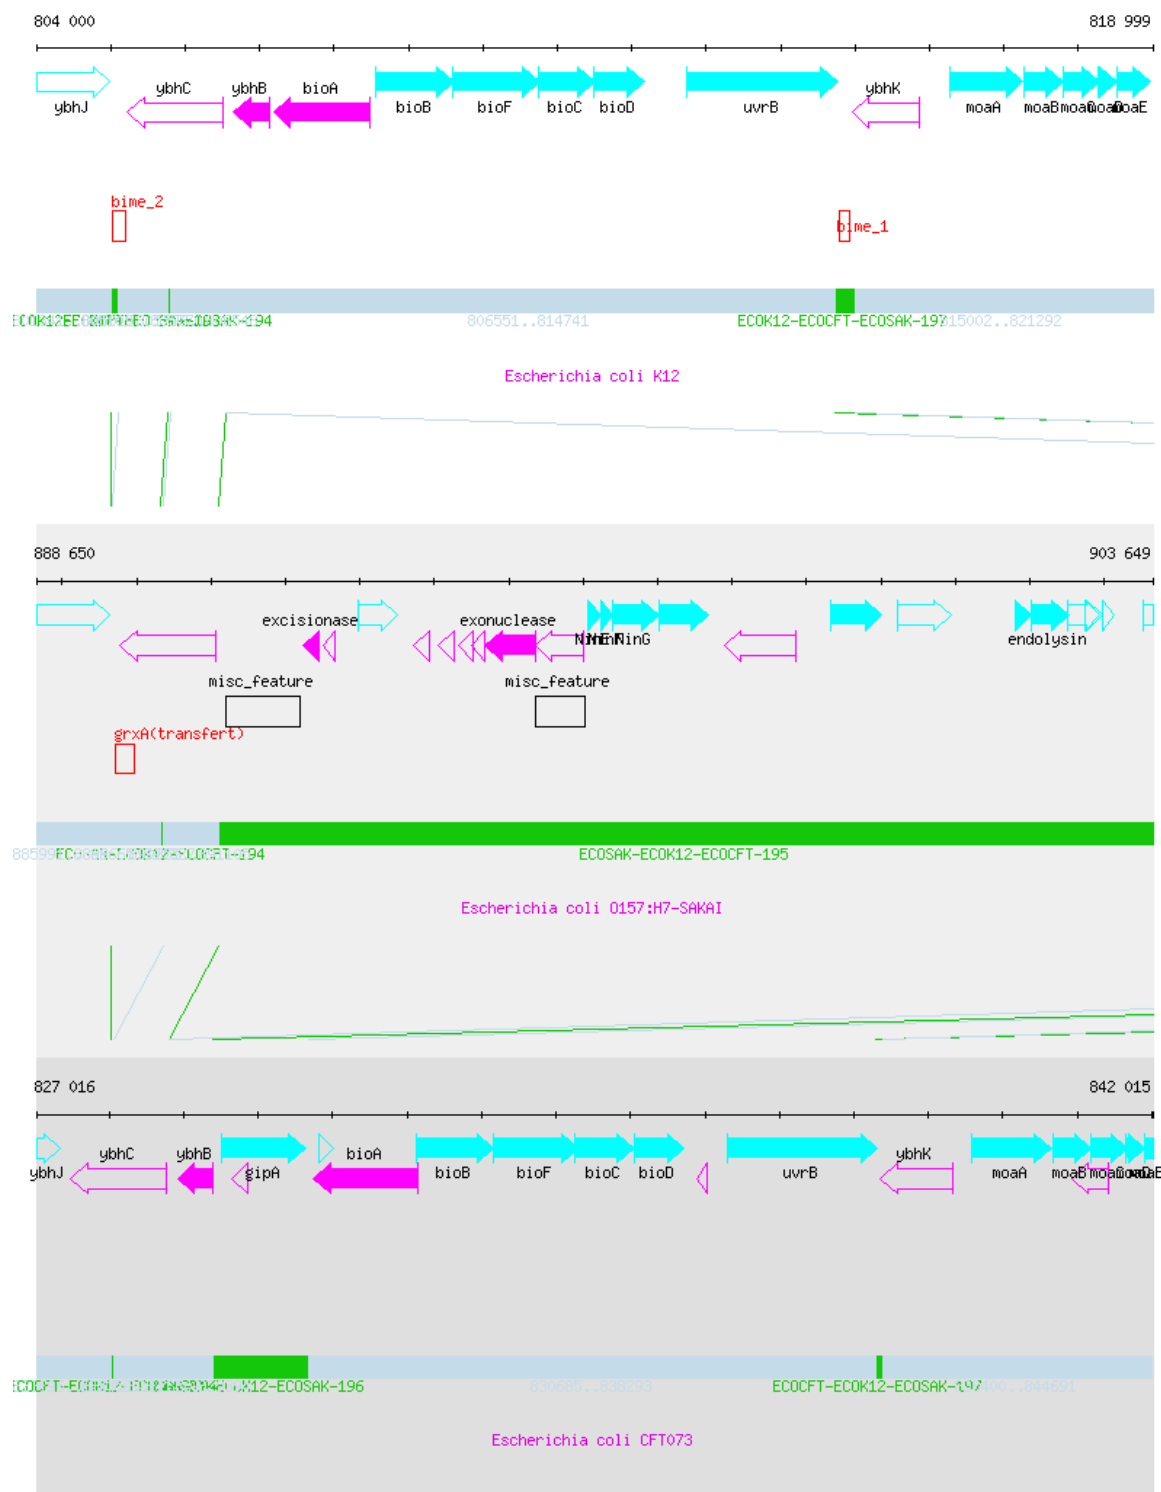 804 000 818 999
ybhC ybhB bioA ybhK
ybhJ bioB bioF bioC bioD uvrB moaA moaB moaE
bime_2
bime_1
806551..814741 ECOK12-ECOCFT-ECOSAK-197
Escherichia coli K12
888 650 903 649
excisionase exonuclease
NinG endolysin
misc_feature misc_feature
grxA(transfert)
ECOSAK-ECOK12-ECOCFT-195
Escherichia coli O157:H7-SAKAI
827 016 842 015
ybhC ybhB bioA ybhK
ybhJ gipA bioB bioF bioC bioD uvrB moaA moaB
830685..838293 ECOCFT-ECOK12-ECOSAK-197
Escherichia coli CFT073